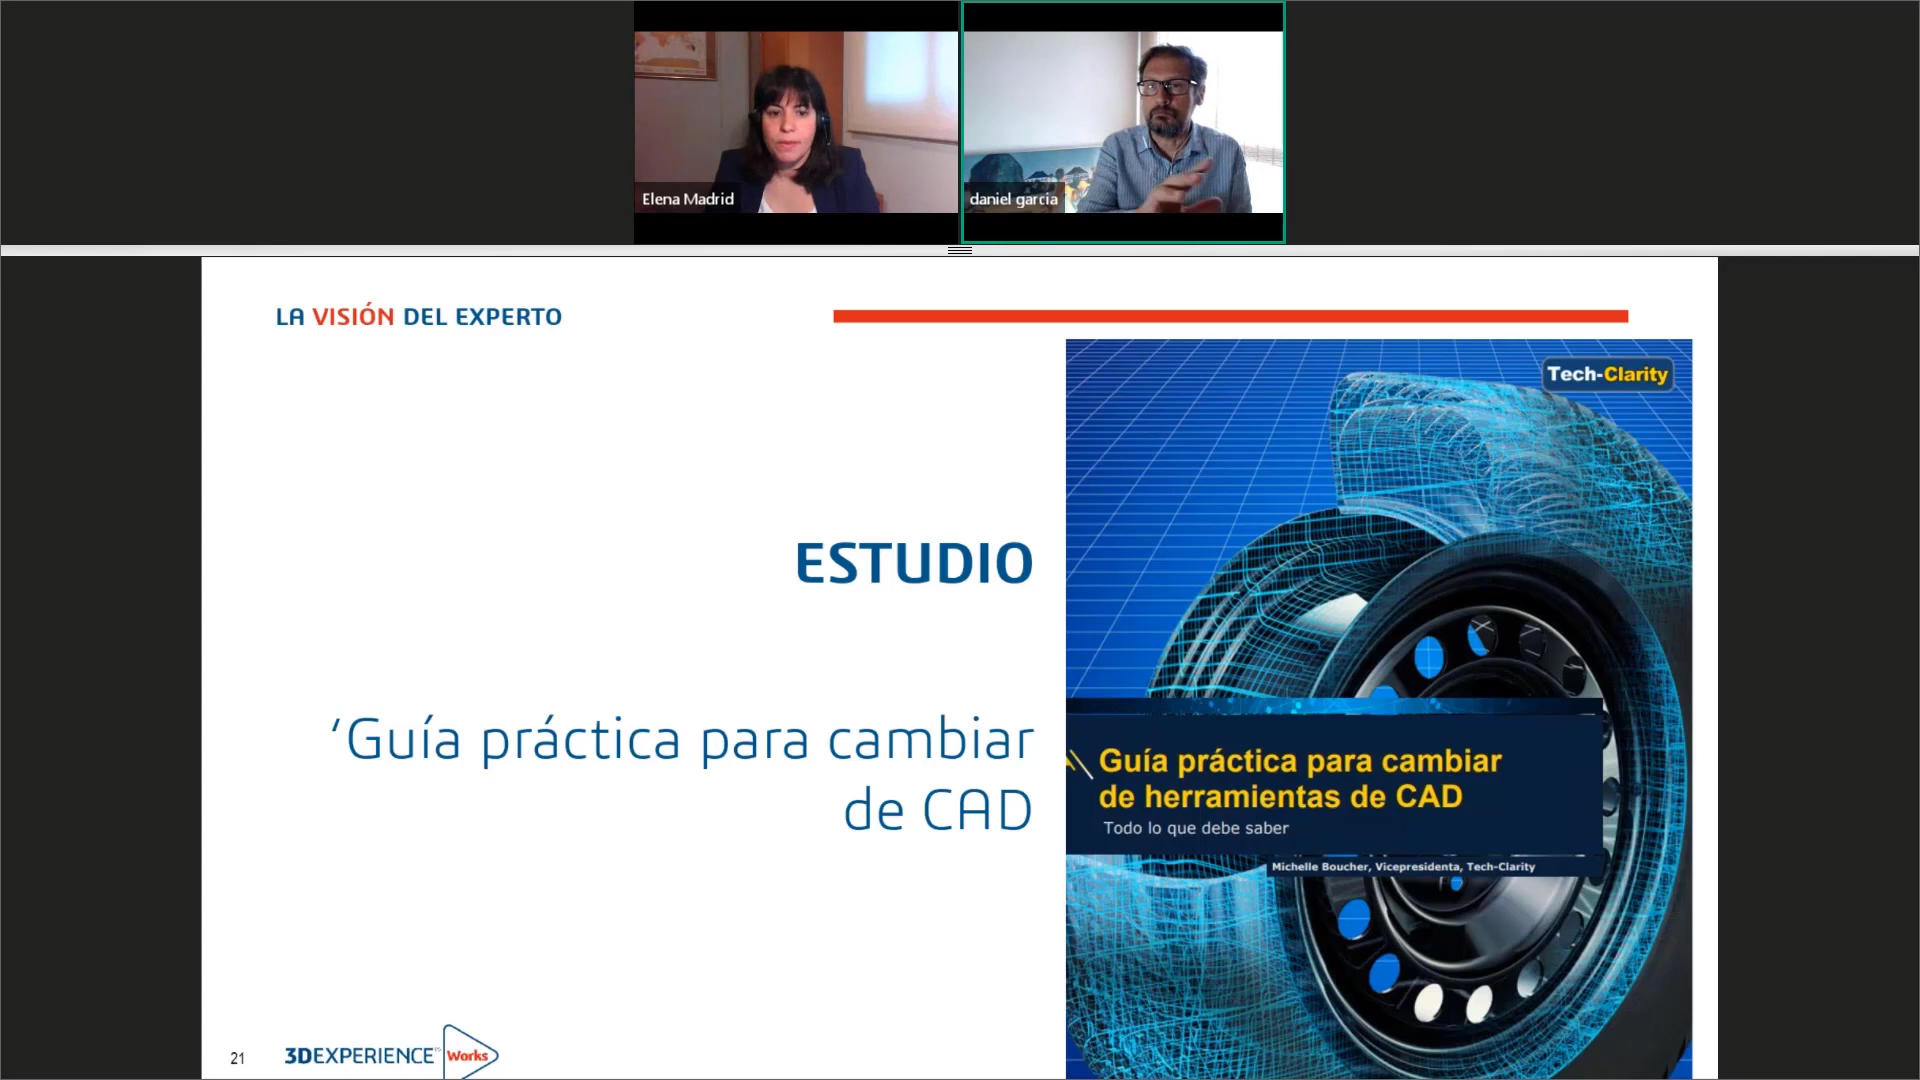 Elena Madrid
daniel garcia
LA VISIÓN DEL EXPERTO
Tech-Clarity
ESTUDIO
‘Guía práctica para cambiar
de CAD
Guía práctica para cambiar
de herramientas de CAD
Todo lo que debe saber
Michelle Boucher, Vicepresidenta, Tech-Clarity
21
3DEXPERIENCE Works